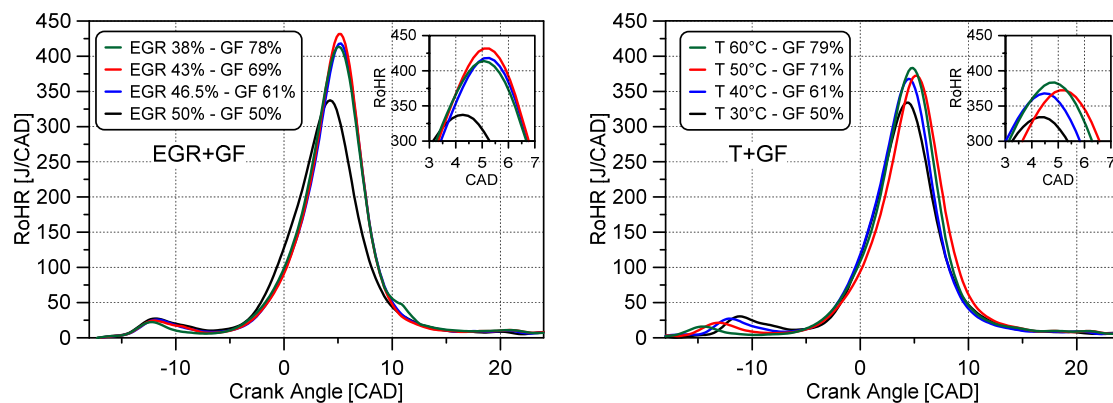 450
400
350
300
250
200
150
100
50
0
RoHR [J/CAD]
EGR 38% - GF 78%
EGR 43% - GF 69%
EGR 46.5% - GF 61%
EGR 50% - GF 50%
EGR+GF
450
400
350
300
RoHR
3 4 5 6 7
CAD
-10 0 10 20
Crank Angle [CAD]
450
400
350
300
250
200
150
100
50
0
RoHR [J/CAD]
T 60°C - GF 79%
T 50°C - GF 71%
T 40°C - GF 61%
T 30°C - GF 50%
T+GF
450
400
350
300
RoHR
3 4 5 6 7
CAD
-10 0 10 20
Crank Angle [CAD]